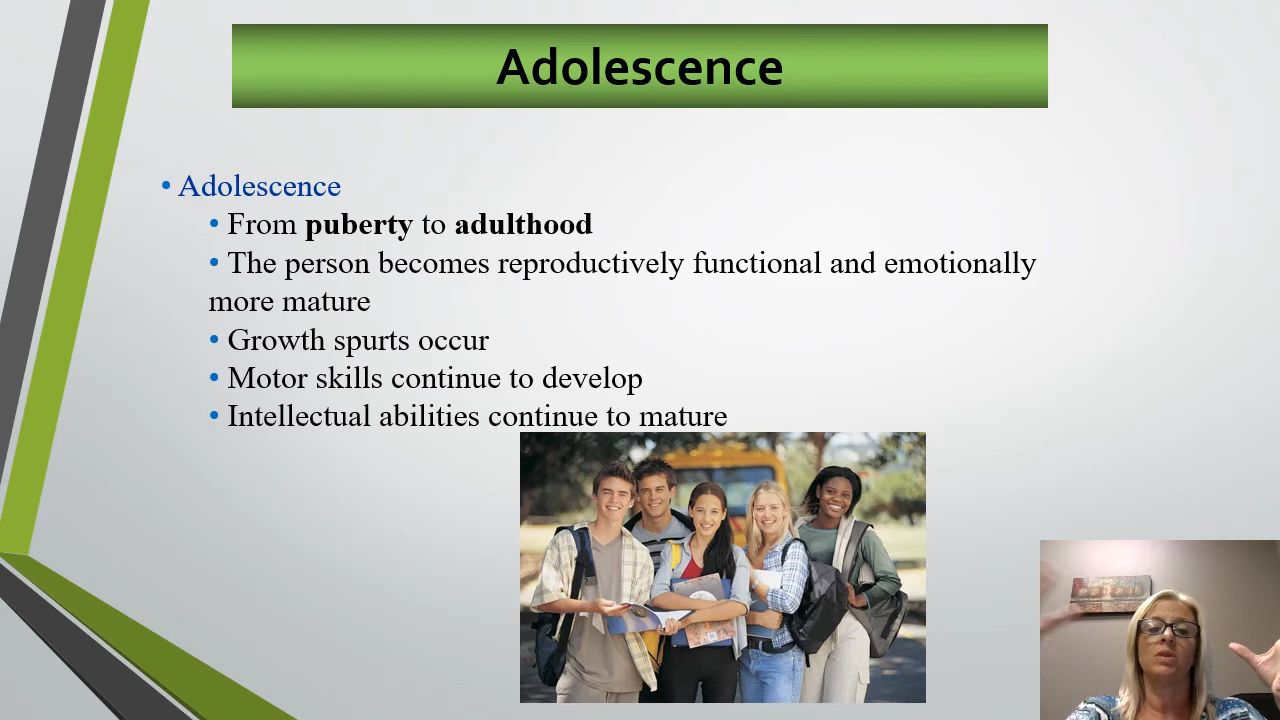 Adolescence
• Adolescence
• From puberty to adulthood
• The person becomes reproductively functional and emotionally
more mature
• Growth spurts occur
• Motor skills continue to develop
• Intellectual abilities continue to mature